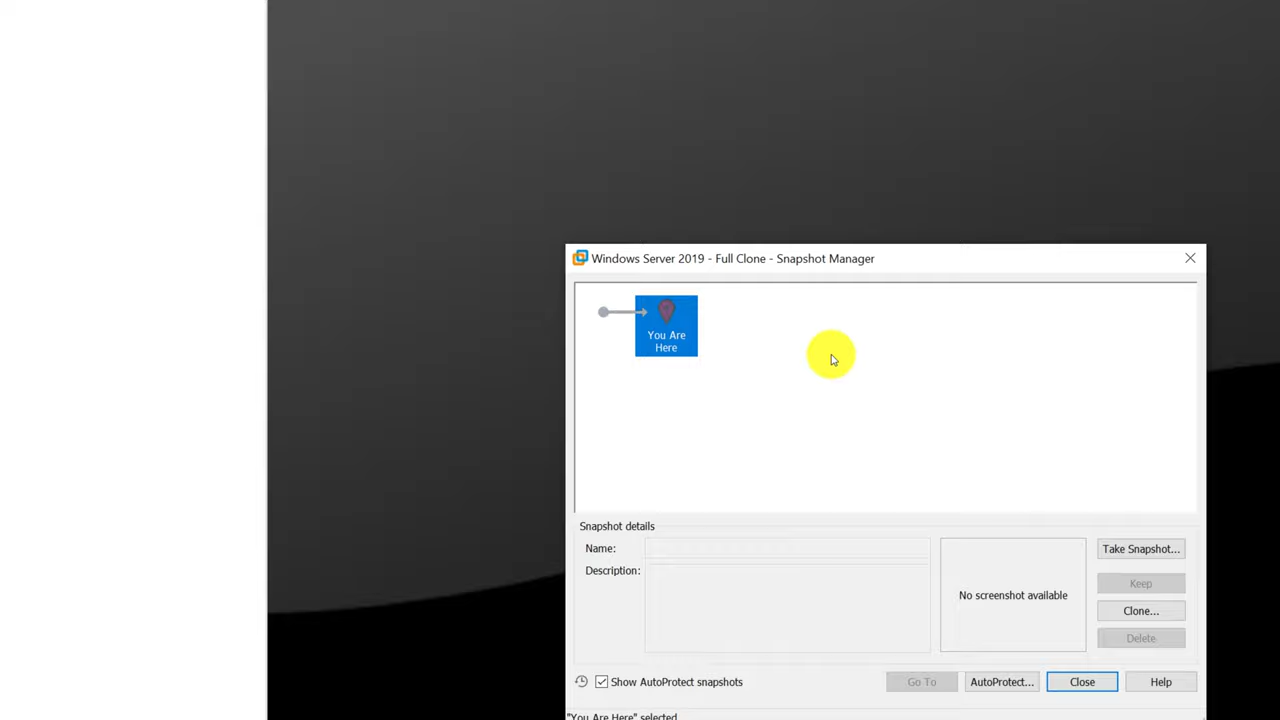 Windows Server 2019 - Full Clone - Snapshot Manager
You Are
Here
Snapshot details
Name:
Description:
No screenshot available
Take Snapshot...
Keep
Clone...
Delete
Show AutoProtect snapshots
Go To
AutoProtect...
Close
Help
"You Are Here" selected